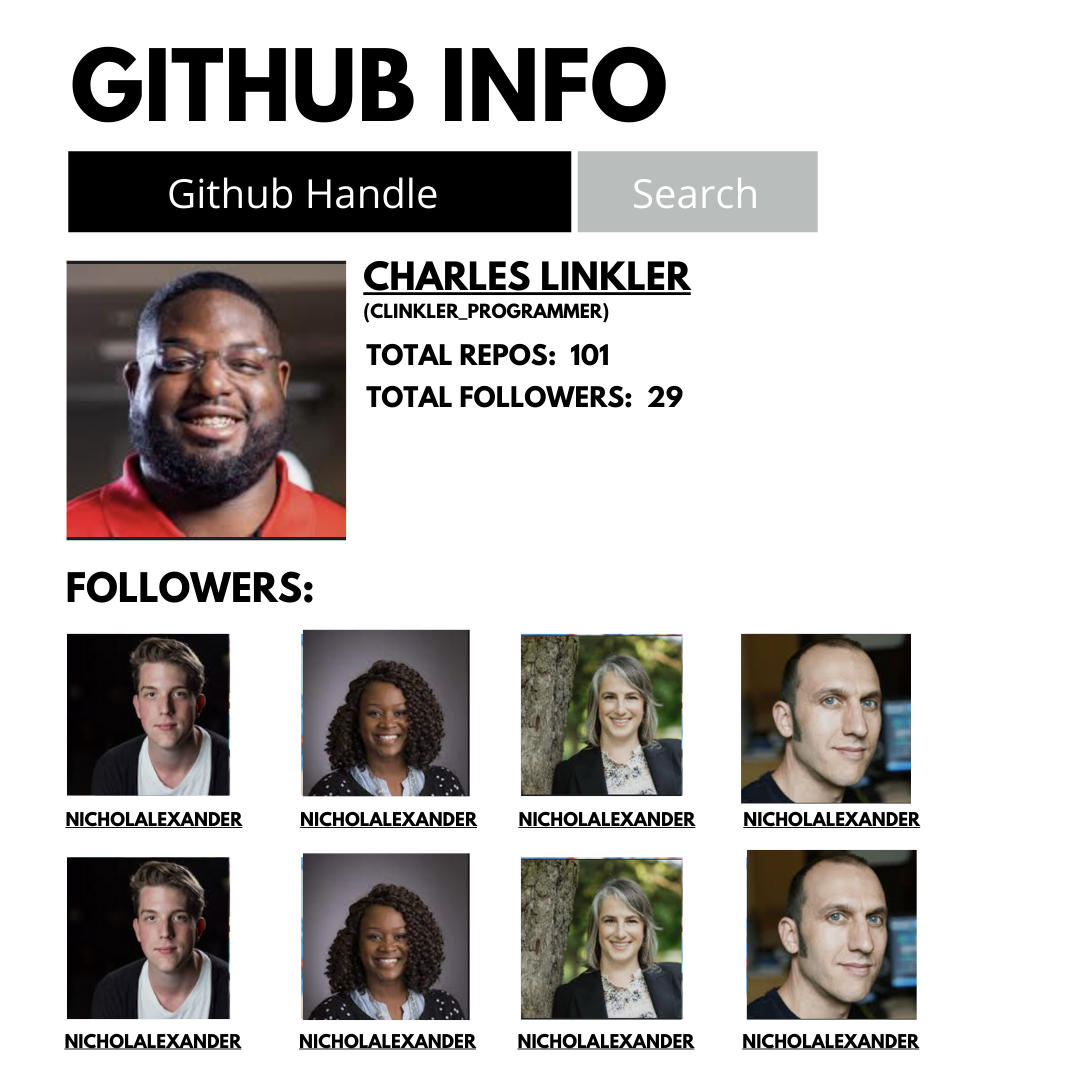 GITHUB INFO
Github Handle Search
CHARLES LINKLER
(CLINKLER_PROGRAMMER)
TOTAL REPOS: 101
TOTAL FOLLOWERS: 29
FOLLOWERS:
NICHOLALEXANDER NICHOLALEXANDER NICHOLALEXANDER NICHOLALEXANDER
NICHOLALEXANDER NICHOLALEXANDER NICHOLALEXANDER NICHOLALEXANDER